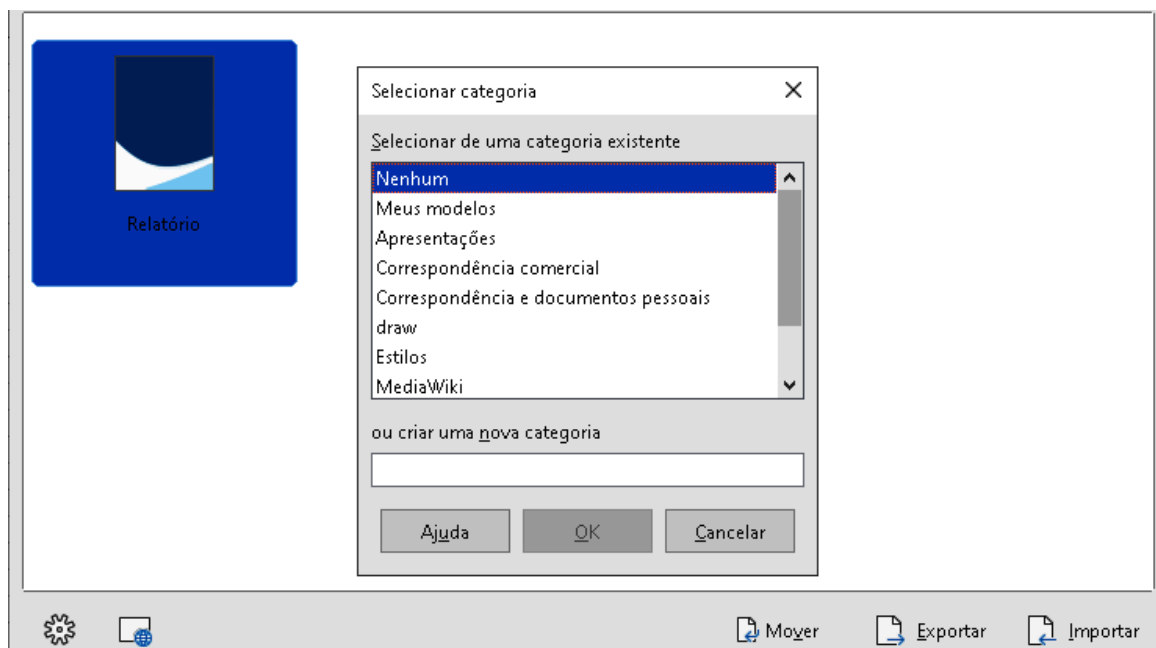 Relatório
Selecionar categoria
Selecionar de uma categoria existente
Nenhum
Meus modelos
Apresentações
Correspondência comercial
Correspondência e documentos pessoais
draw
Estilos
MediaWiki
ou criar uma nova categoria
Ajuda OK Cancelar
Mover Exportar Importar